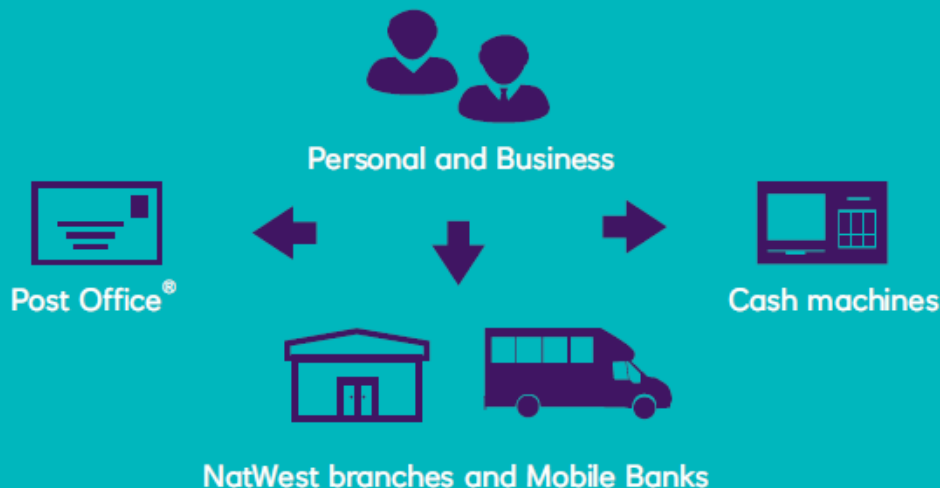 Personal and Business
Post Office®
Cash machines
NatWest branches and Mobile Banks